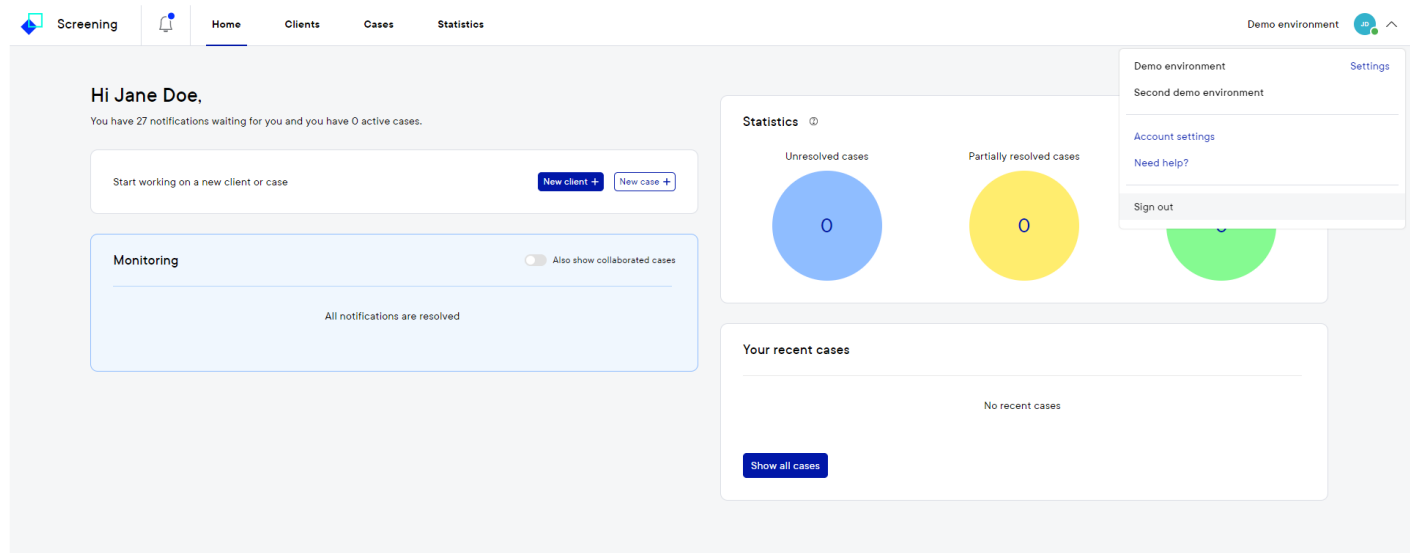 Screening
Home
Clients
Cases
Statistics
Demo environment
JD
Demo environment
Settings
Second demo environment
Account settings
Need help?
Sign out
Hi Jane Doe,
You have 27 notifications waiting for you and you have 0 active cases.
Start working on a new client or case
New client +
New case +
Monitoring
Also show collaborated cases
All notifications are resolved
Statistics
Unresolved cases
Partially resolved cases
0
0
Your recent cases
No recent cases
Show all cases